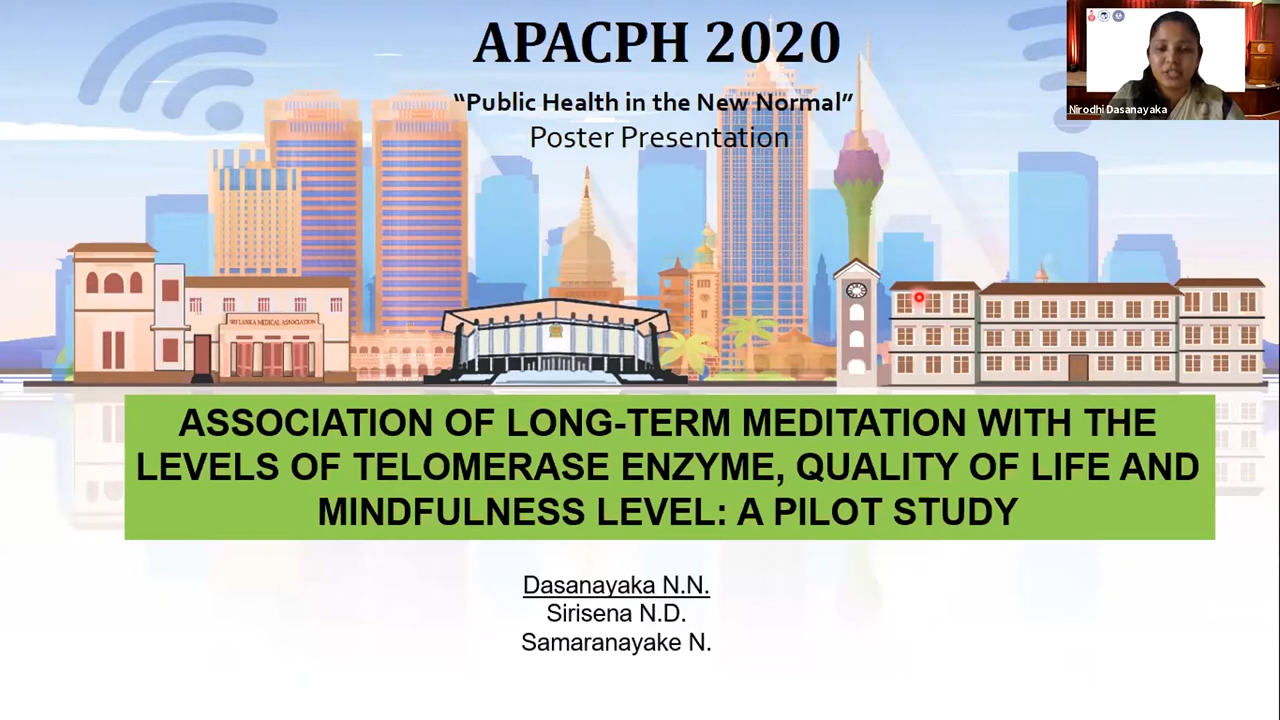 APACPH 2020
“Public Health in the New Normal”
Poster Presentation
Nirodhi Dasanayaka
SRI LANKA MEDICAL ASSOCIATION
ASSOCIATION OF LONG-TERM MEDITATION WITH THE
LEVELS OF TELOMERASE ENZYME, QUALITY OF LIFE AND
MINDFULNESS LEVEL: A PILOT STUDY
Dasanayaka N.N.
Sirisena N.D.
Samaranayake N.